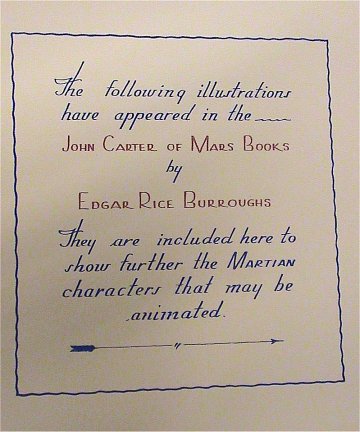 The following illustrations
have appeared in the
JOHN CARTER OF MARS BOOKS
by
EDGAR RICE BURROUGHS
They are included here to
show further the MARTIAN
characters that may be
animated.